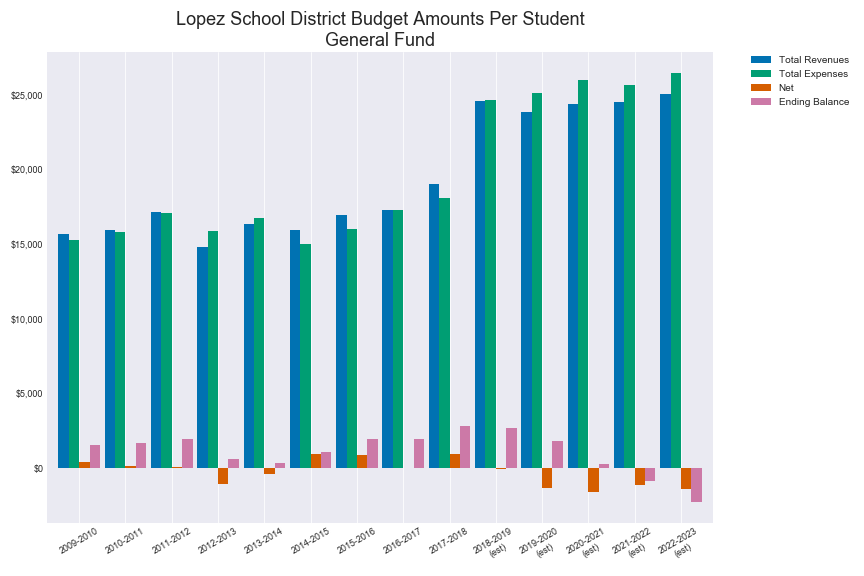 Lopez School District Budget Amounts Per Student
General Fund
Total Revenues
Total Expenses
Net
Ending Balance
$25,000
$20,000
$15,000
$10,000
$5,000
$0
2009-2010
2010-2011
2011-2012
2012-2013
2013-2014
2014-2015
2015-2016
2016-2017
2017-2018
2018-2019
(est)
2019-2020
(est)
2020-2021
(est)
2021-2022
(est)
2022-2023
(est)